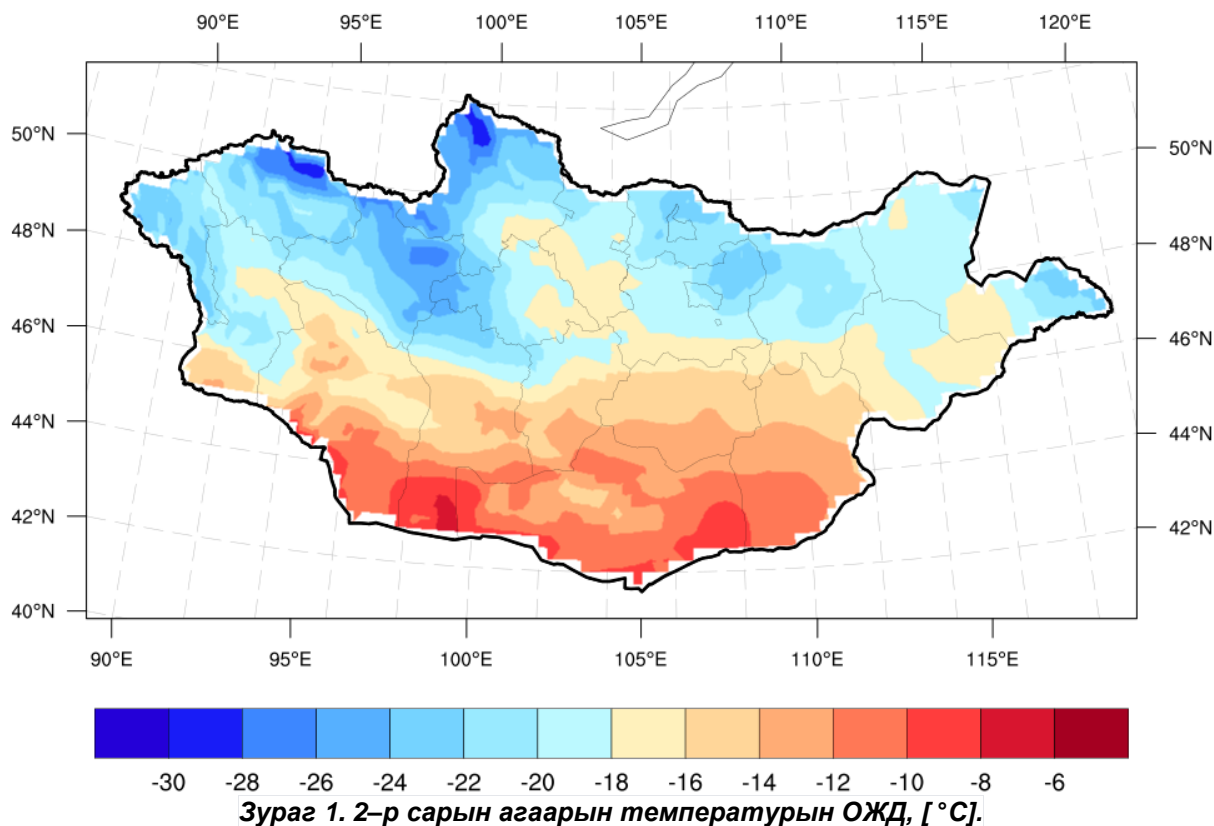 90°E 95°E 100°E 105°E 110°E 115°E 120°E
50°N 50°N
48°N 48°N
46°N 46°N
44°N 44°N
42°N 42°N
40°N
90°E 95°E 100°E 105°E 110°E 115°E
-30 -28 -26 -24 -22 -20 -18 -16 -14 -12 -10 -8 -6
Зураг 1. 2–р сарын агаарын температурын ОЖД, [°C].